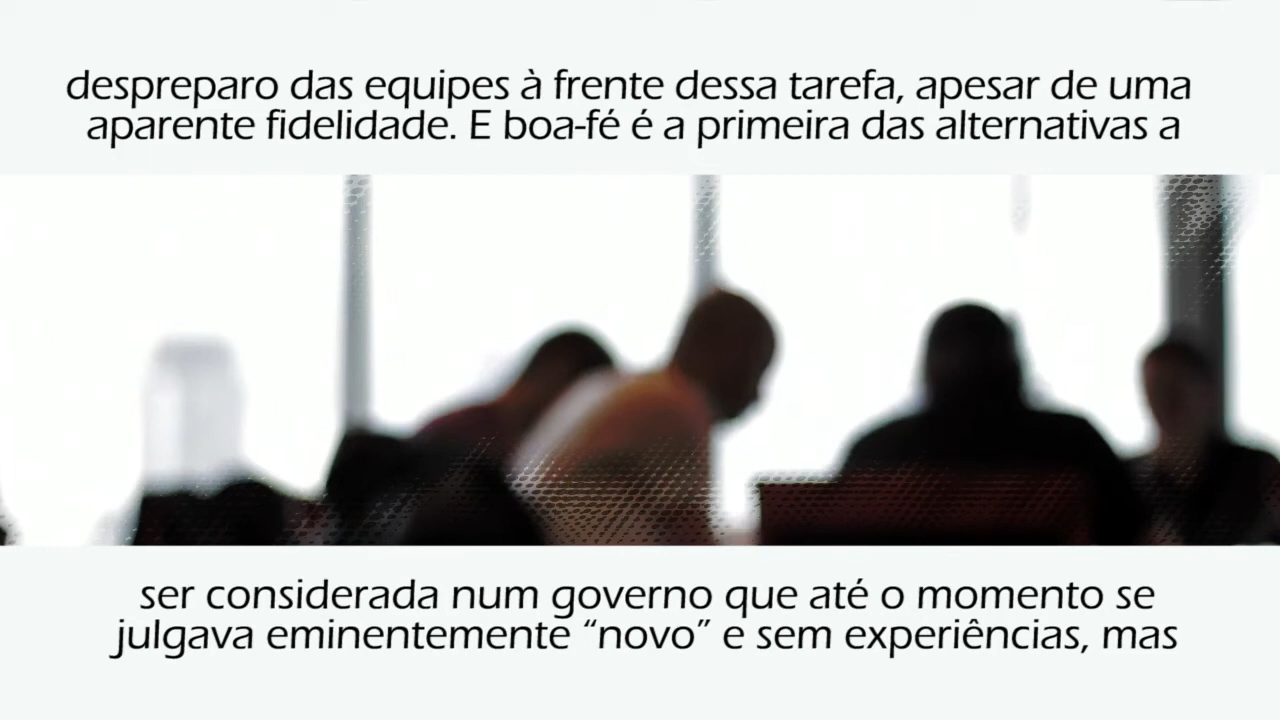 despreparo das equipes à frente dessa tarefa, apesar de uma
aparente fidelidade. E boa-fé é a primeira das alternativas a
ser considerada num governo que até o momento se
julgava eminentemente “novo” e sem experiências, mas